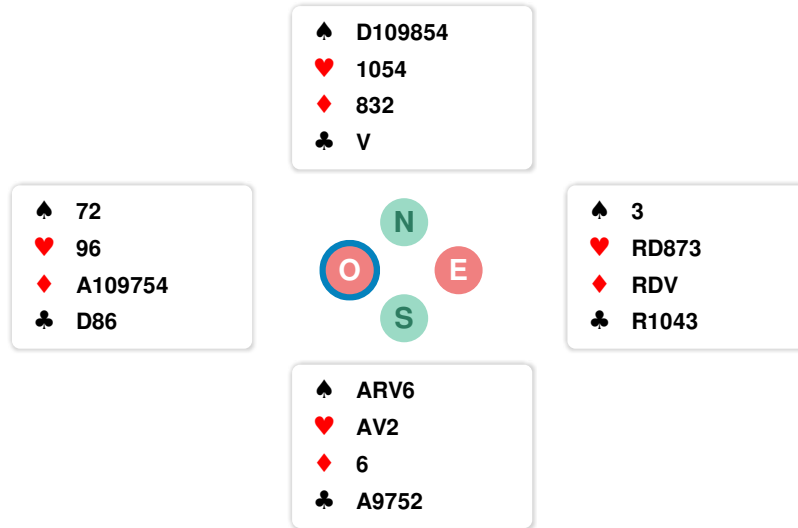 ♠ D109854
♥ 1054
♦ 832
♣ V
♠ 72
♥ 96
♦ A109754
♣ D86
N
O E
S
♠ 3
♥ RD873
♦ RDV
♣ R1043
♠ ARV6
♥ AV2
♦ 6
♣ A9752